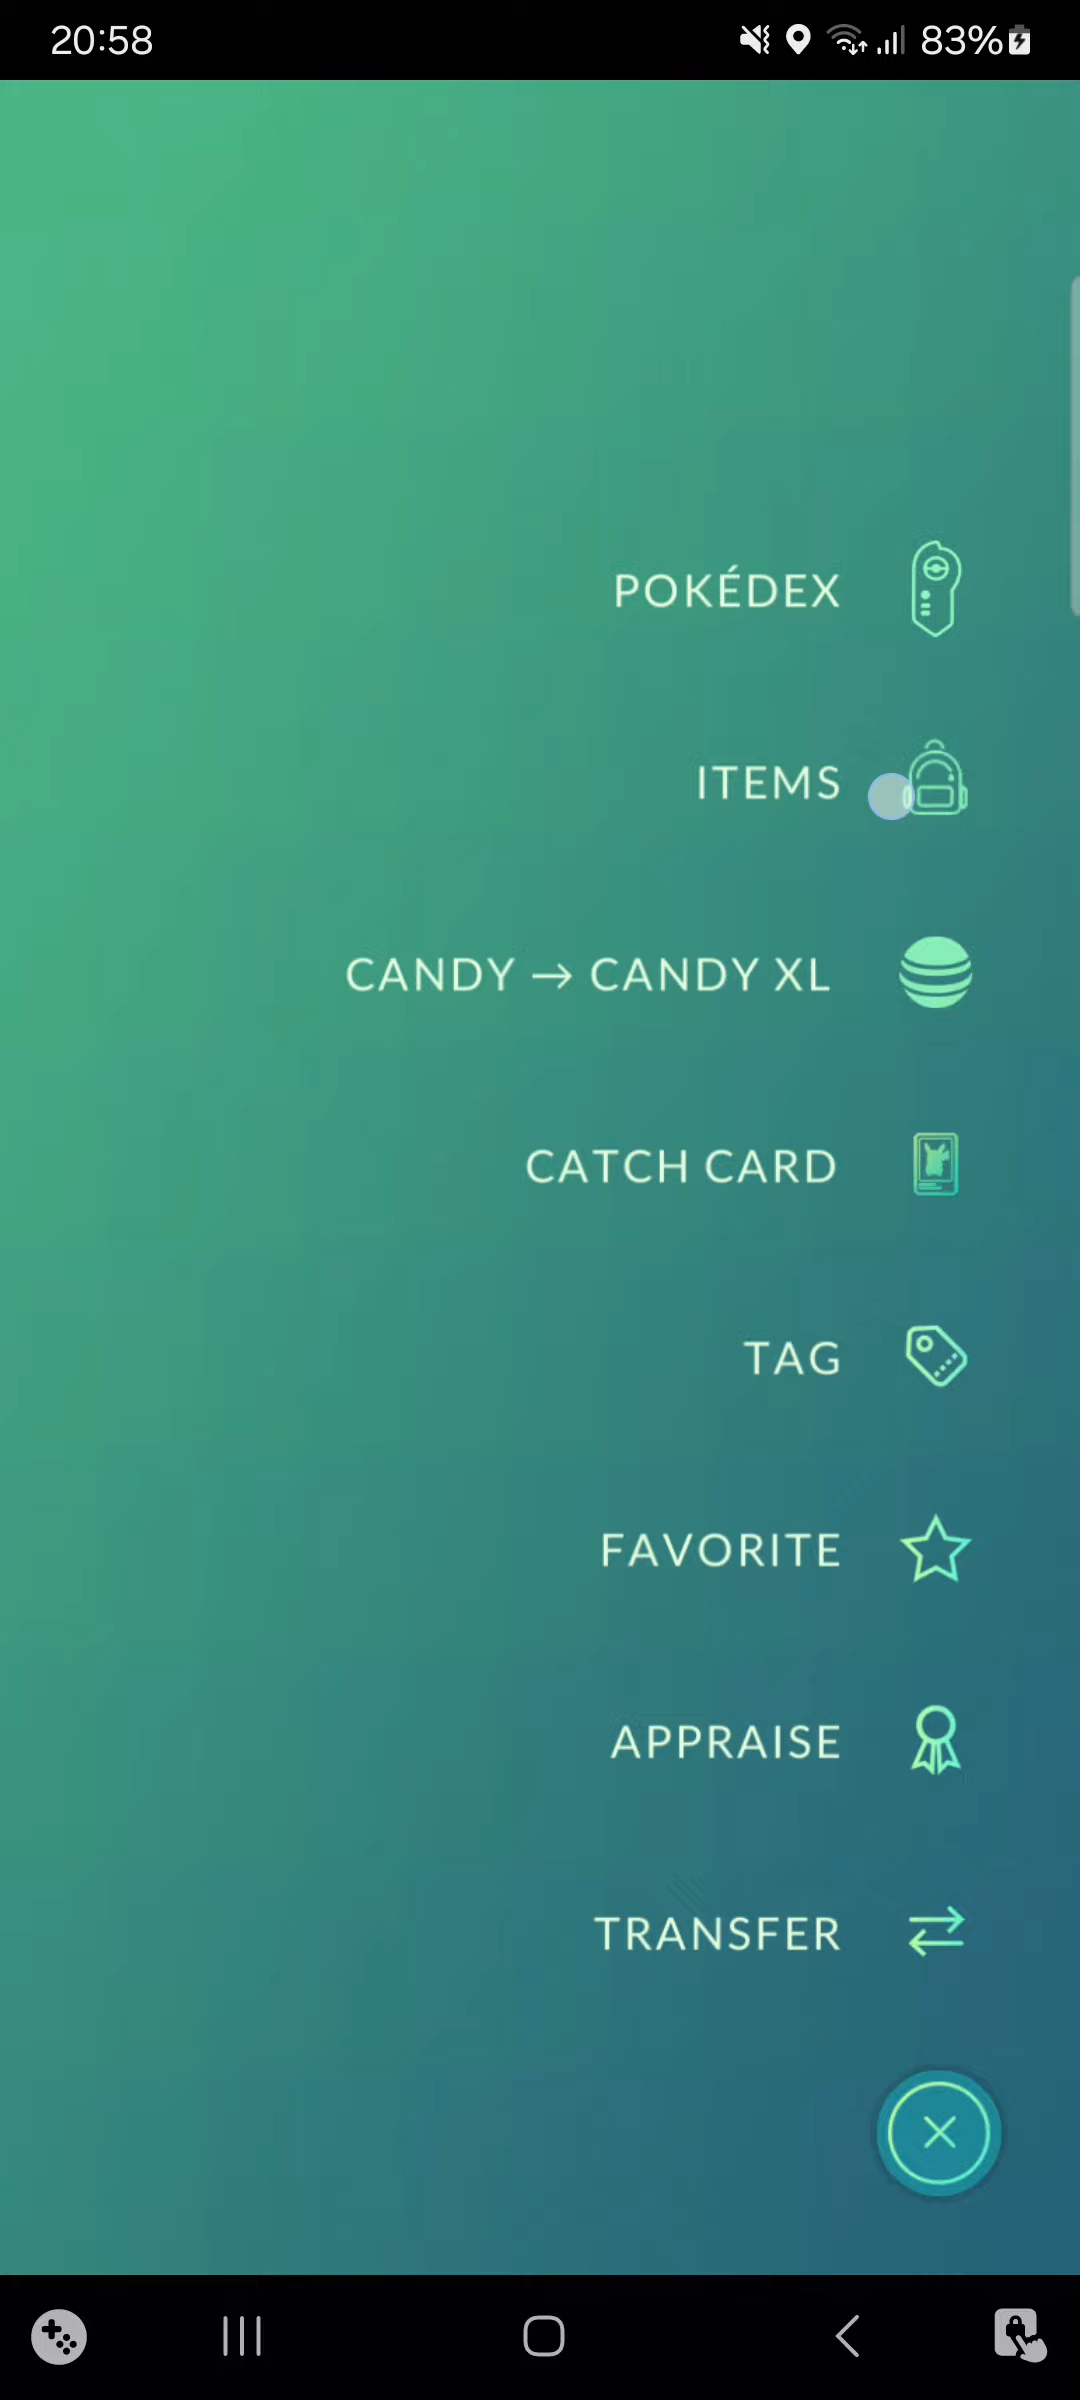 20:58
83%
POKÉDEX
ITEMS
CANDY → CANDY XL
CATCH CARD
TAG
FAVORITE
APPRAISE
TRANSFER